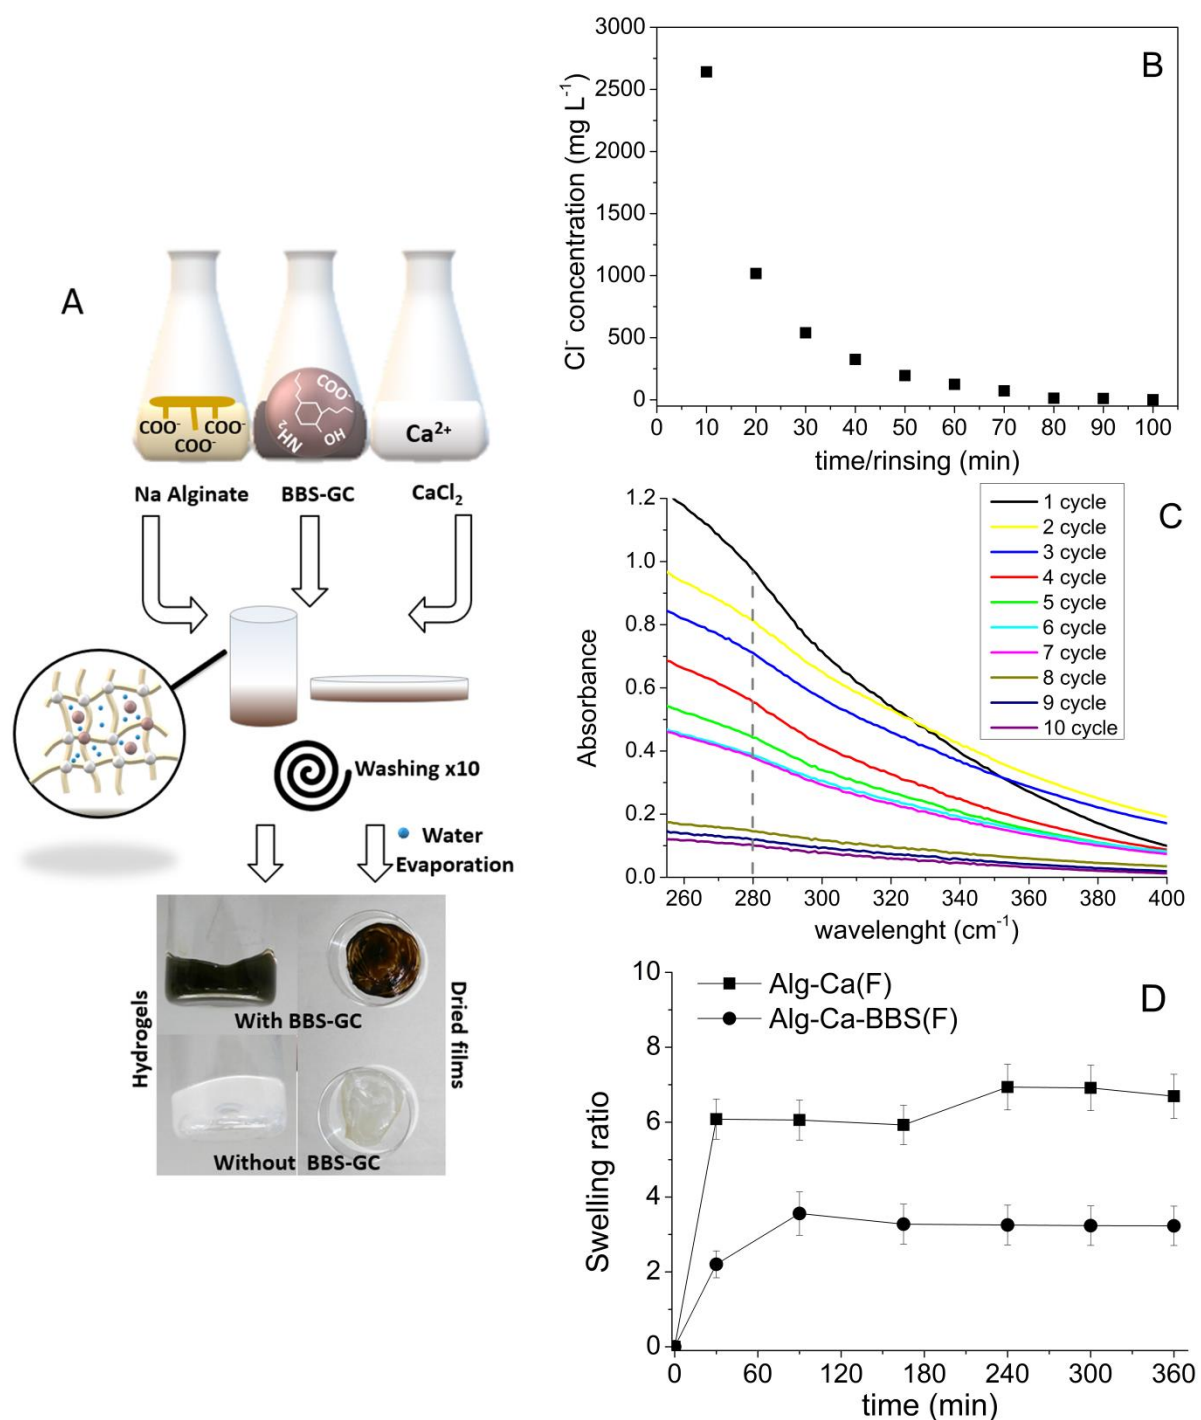 A
COO⁻
COO⁻
COO⁻
COO⁻
NH₂
HO
Ca²⁺
Na Alginate
BBS-GC
CaCl₂
Washing x10
Water
Evaporation
Hydrogels
With BBS-GC
Without BBS-GC
Dried films
B
Cl⁻ concentration (mg L⁻¹)
3000
2500
2000
1500
1000
500
0
0 10 20 30 40 50 60 70 80 90 100
time/rinsing (min)
C
Absorbance
1.2
1.0
0.8
0.6
0.4
0.2
0.0
1 cycle
2 cycle
3 cycle
4 cycle
5 cycle
6 cycle
7 cycle
8 cycle
9 cycle
10 cycle
260 280 300 320 340 360 380 400
wavelenght (cm⁻¹)
D
Alg-Ca(F)
Alg-Ca-BBS(F)
Swelling ratio
10
8
6
4
2
0
0 60 120 180 240 300 360
time (min)